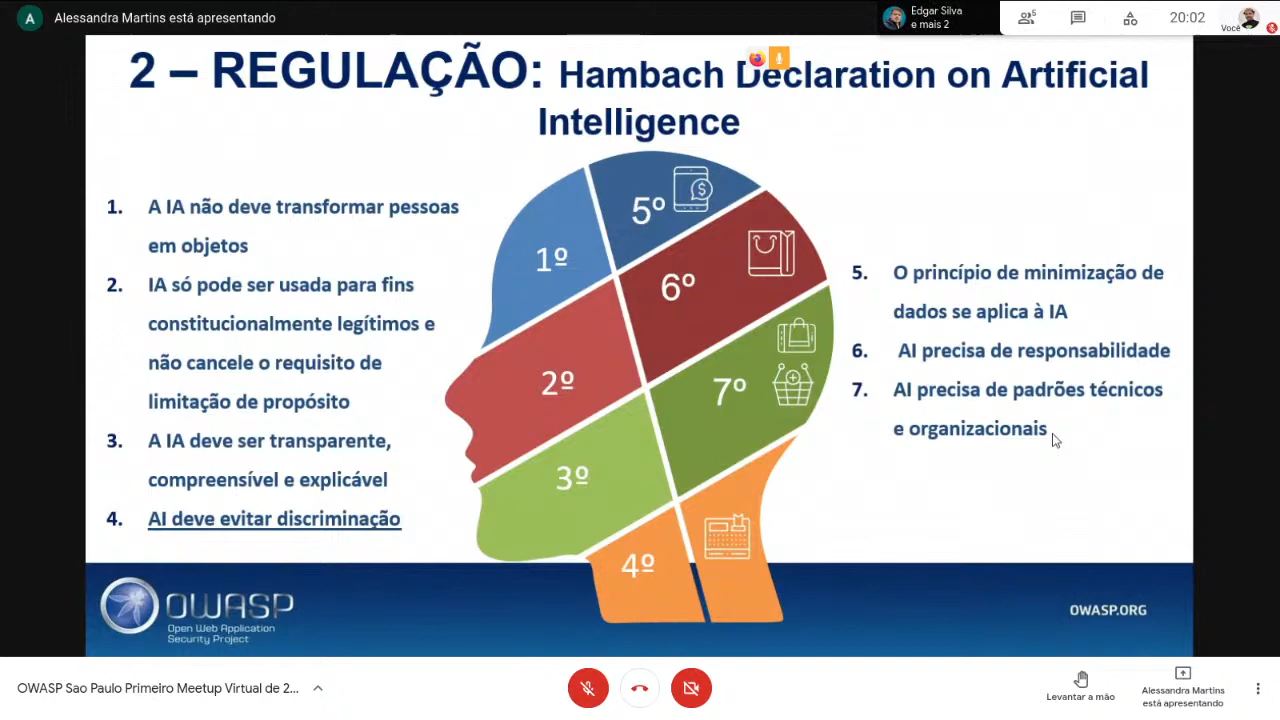 A
Alessandra Martins está apresentando
Edgar Silva
e mais 2
5
20:02
Você
2 – REGULAÇÃO: Hambach Declaration on Artificial
Intelligence
1. A IA não deve transformar pessoas
em objetos
2. IA só pode ser usada para fins
constitucionalmente legítimos e
não cancele o requisito de
limitação de propósito
3. A IA deve ser transparente,
compreensível e explicável
4. AI deve evitar discriminação
1º
2º
3º
4º
5º
$
6º
7º
5. O princípio de minimização de
dados se aplica à IA
6. AI precisa de responsabilidade
7. AI precisa de padrões técnicos
e organizacionais
OWASP
Open Web Application
Security Project
OWASP.ORG
OWASP Sao Paulo Primeiro Meetup Virtual de 2...
Levantar a mão
Alessandra Martins
está apresentando